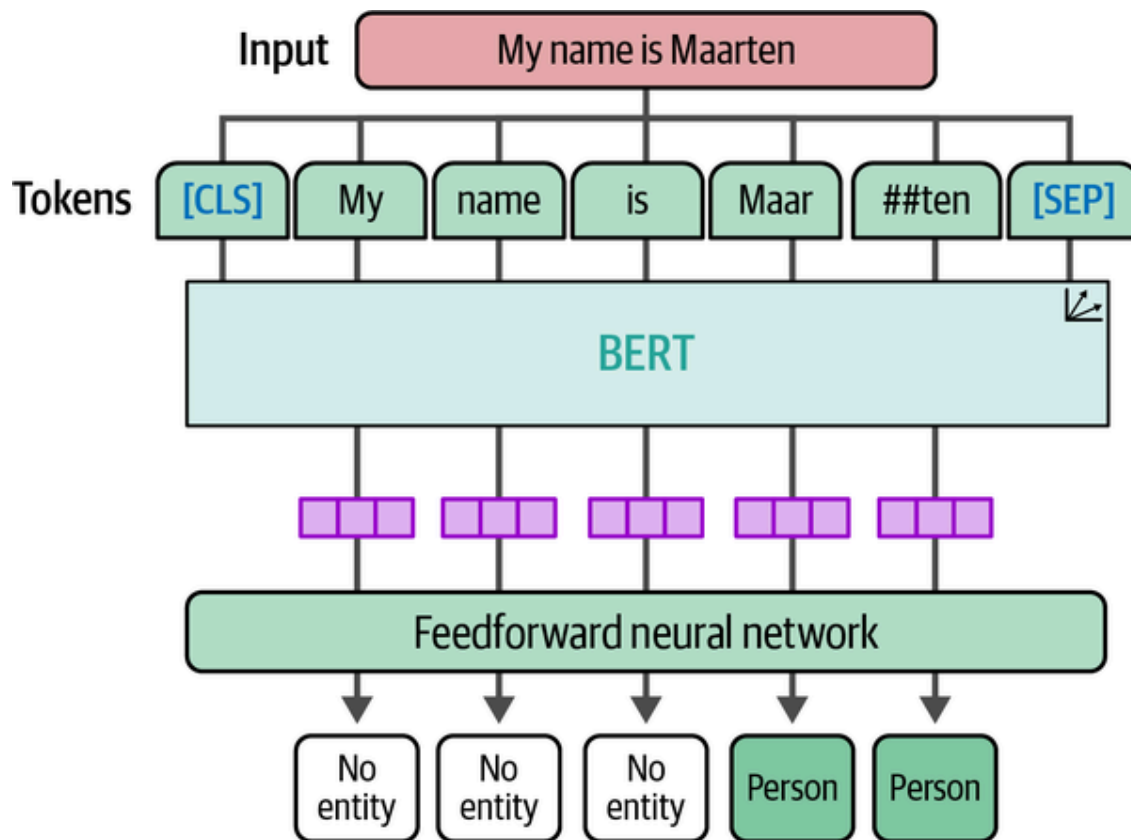 Input
My name is Maarten
Tokens
[CLS]
My
name
is
Maar
##ten
[SEP]
BERT
Feedforward neural network
No
entity
No
entity
No
entity
Person
Person